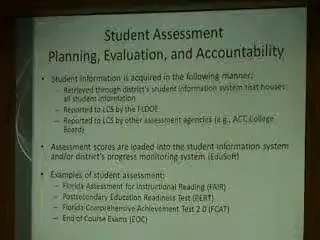 Student Assessment
Planning, Evaluation, and Accountability
• Student information is acquired in the following manner:
– Retrieved through district's student information system that houses
all student information
– Reported to LCS by the FLDOE
– Reported to LCS by other assessment agencies (e.g., ACT, College
Board)
• Assessment scores are loaded into the student information system
and/or district's progress monitoring system (EduSoft)
• Examples of student assessment:
– Florida Assessment for Instructional Reading (FAIR)
– Postsecondary Education Readiness Test (PERT)
– Florida Comprehensive Achievement Test 2.0 (FCAT)
– End of Course Exams (EOC)